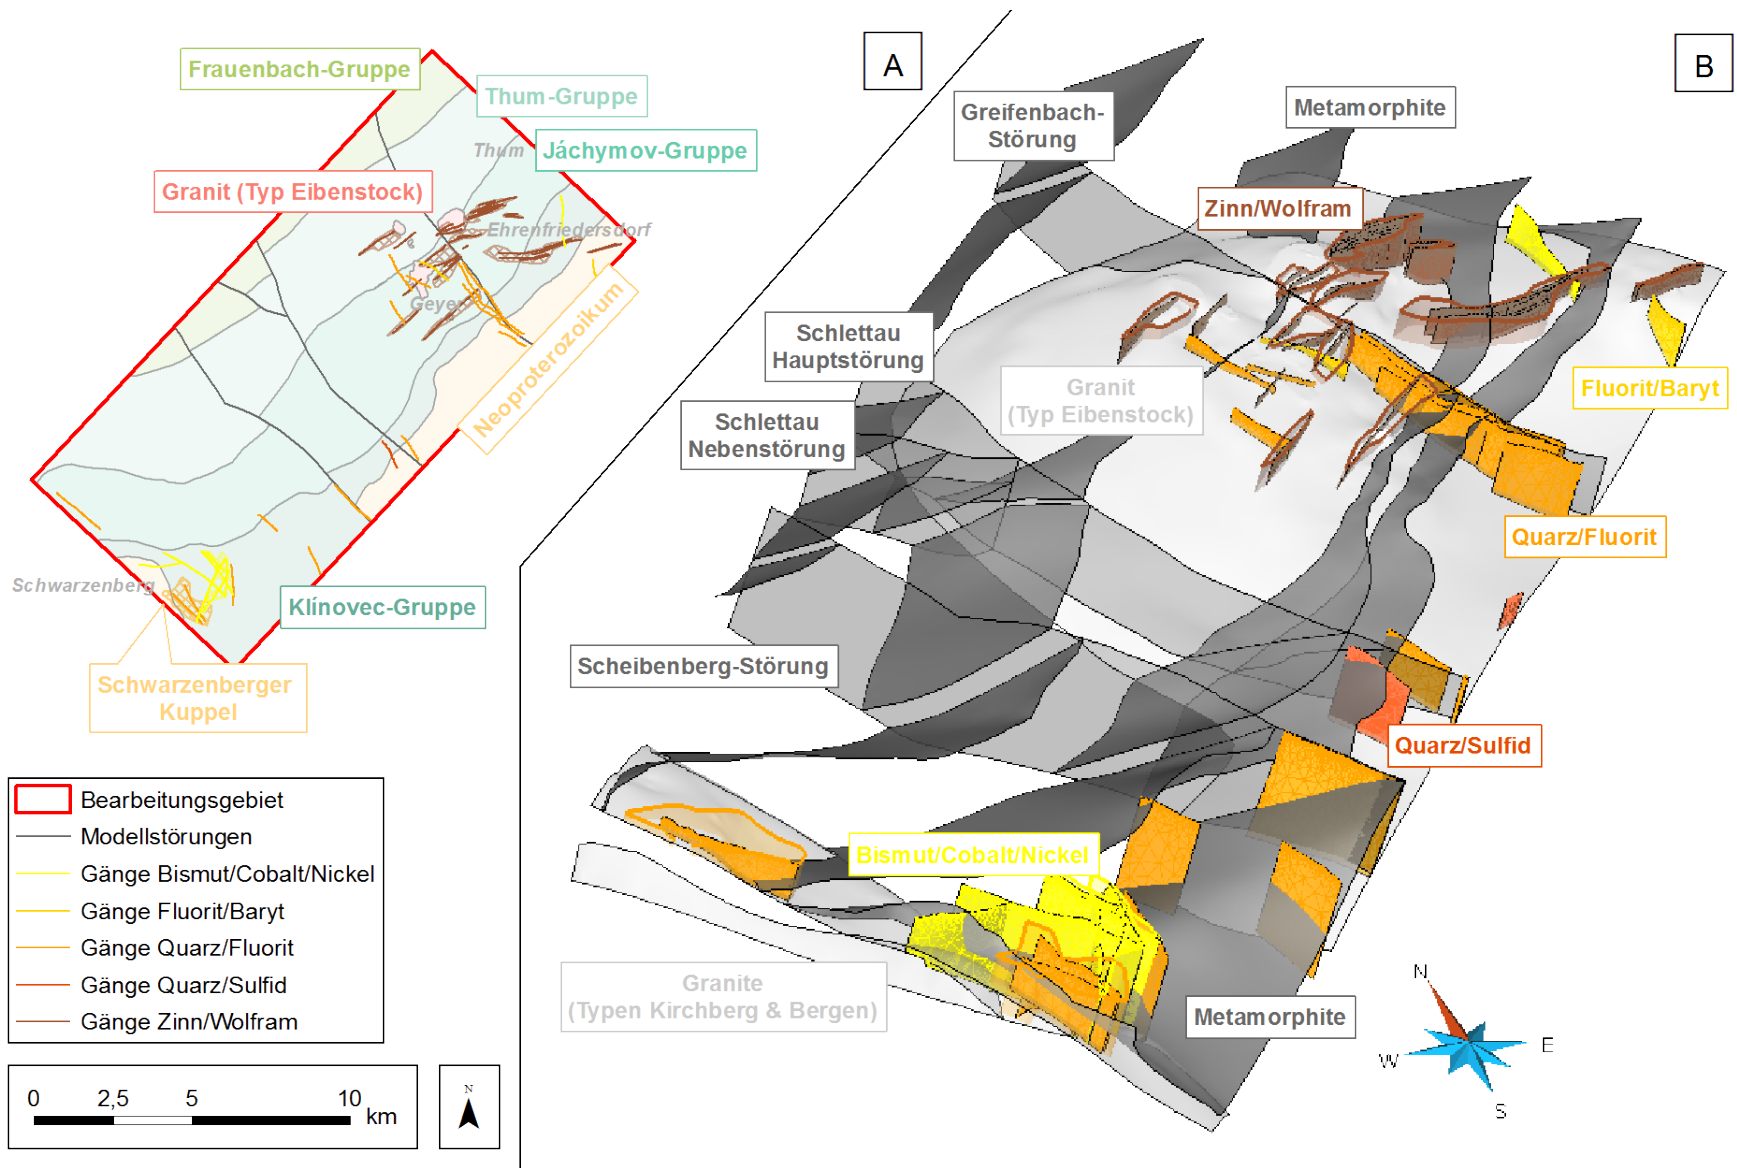 A
B
Frauenbach-Gruppe
Thum-Gruppe
Thum
Jáchymov-Gruppe
Granit (Typ Eibenstock)
Ehrenfriedersdorf
Geyer
Neoproterozoikum
Schwarzenberg
Klínovec-Gruppe
Schwarzenberger
Kuppel
Bearbeitungsgebiet
Modellstörungen
Gänge Bismut/Cobalt/Nickel
Gänge Fluorit/Baryt
Gänge Quarz/Fluorit
Gänge Quarz/Sulfid
Gänge Zinn/Wolfram
0 2,5 5 10
km
N
Greifenbach-
Störung
Metamorphite
Zinn/Wolfram
Schlettau
Hauptstörung
Granit
(Typ Eibenstock)
Fluorit/Baryt
Schlettau
Nebenstörung
Quarz/Fluorit
Scheibenberg-Störung
Quarz/Sulfid
Bismut/Cobalt/Nickel
Granite
(Typen Kirchberg & Bergen)
Metamorphite
N
E
W
S